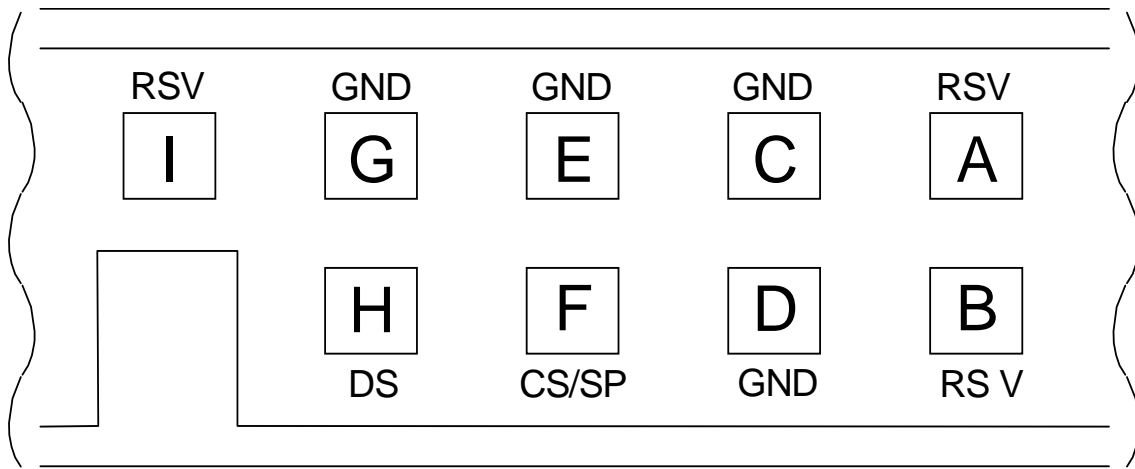 RSV GND GND GND RSV
I G E C A
H F D B
DS CS/SP GND RS V